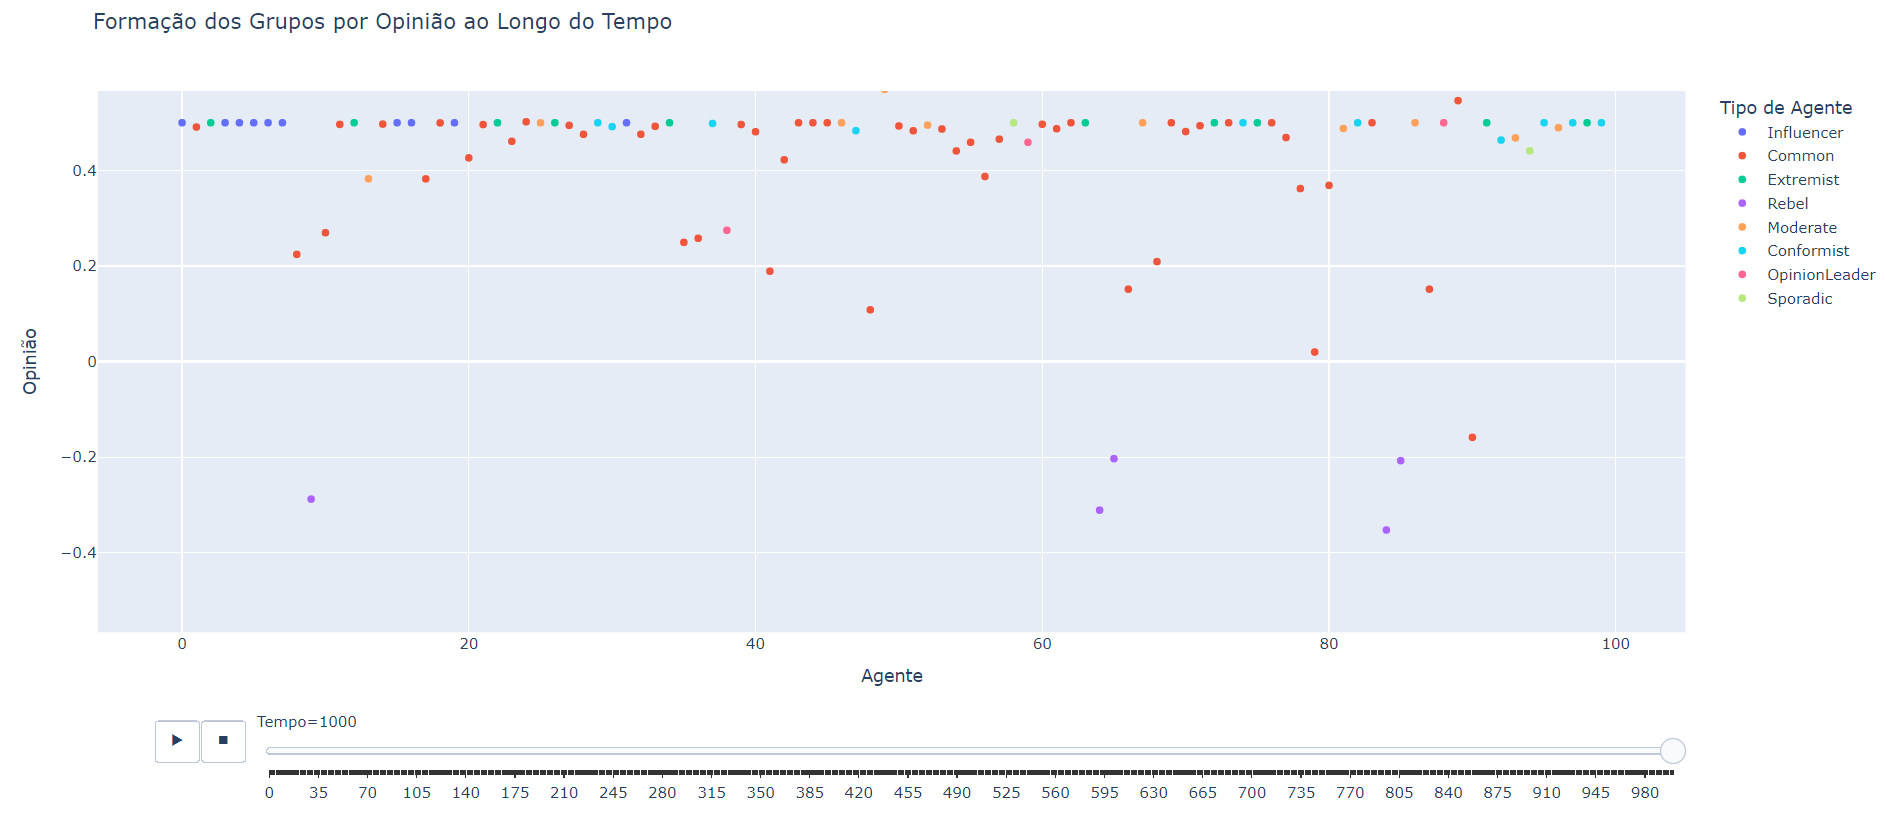 Formação dos Grupos por Opinião ao Longo do Tempo
Tipo de Agente
Influencer
Common
Extremist
Rebel
Moderate
Conformist
OpinionLeader
Sporadic
Opinião
0.4
0.2
0
−0.2
−0.4
0 20 40 60 80 100
Agente
Tempo=1000
0 35 70 105 140 175 210 245 280 315 350 385 420 455 490 525 560 595 630 665 700 735 770 805 840 875 910 945 980